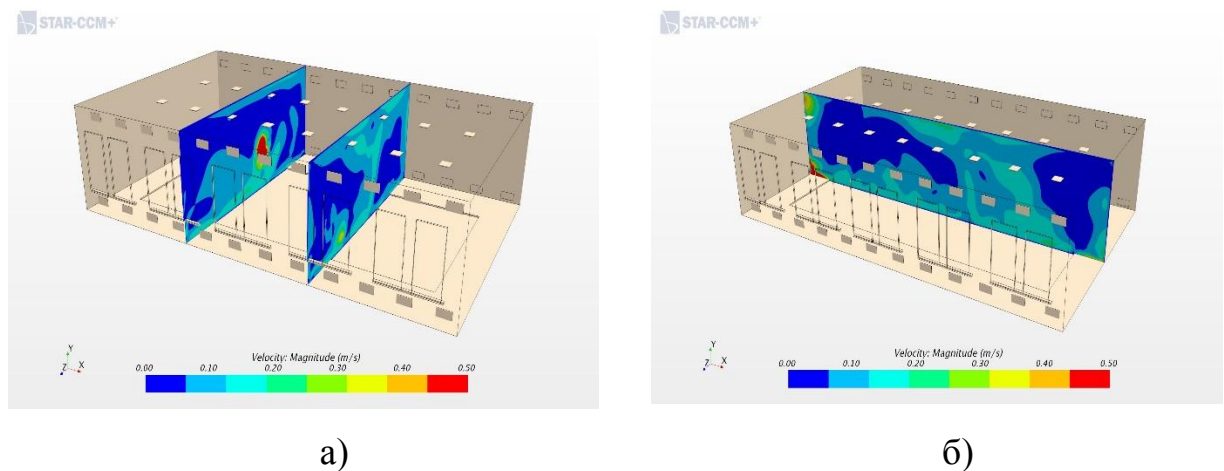 STAR-CCM+
Y
Z X
Velocity: Magnitude (m/s)
0.00 0.10 0.20 0.30 0.40 0.50
а)
STAR-CCM+
Y
Z X
Velocity: Magnitude (m/s)
0.00 0.10 0.20 0.30 0.40 0.50
б)